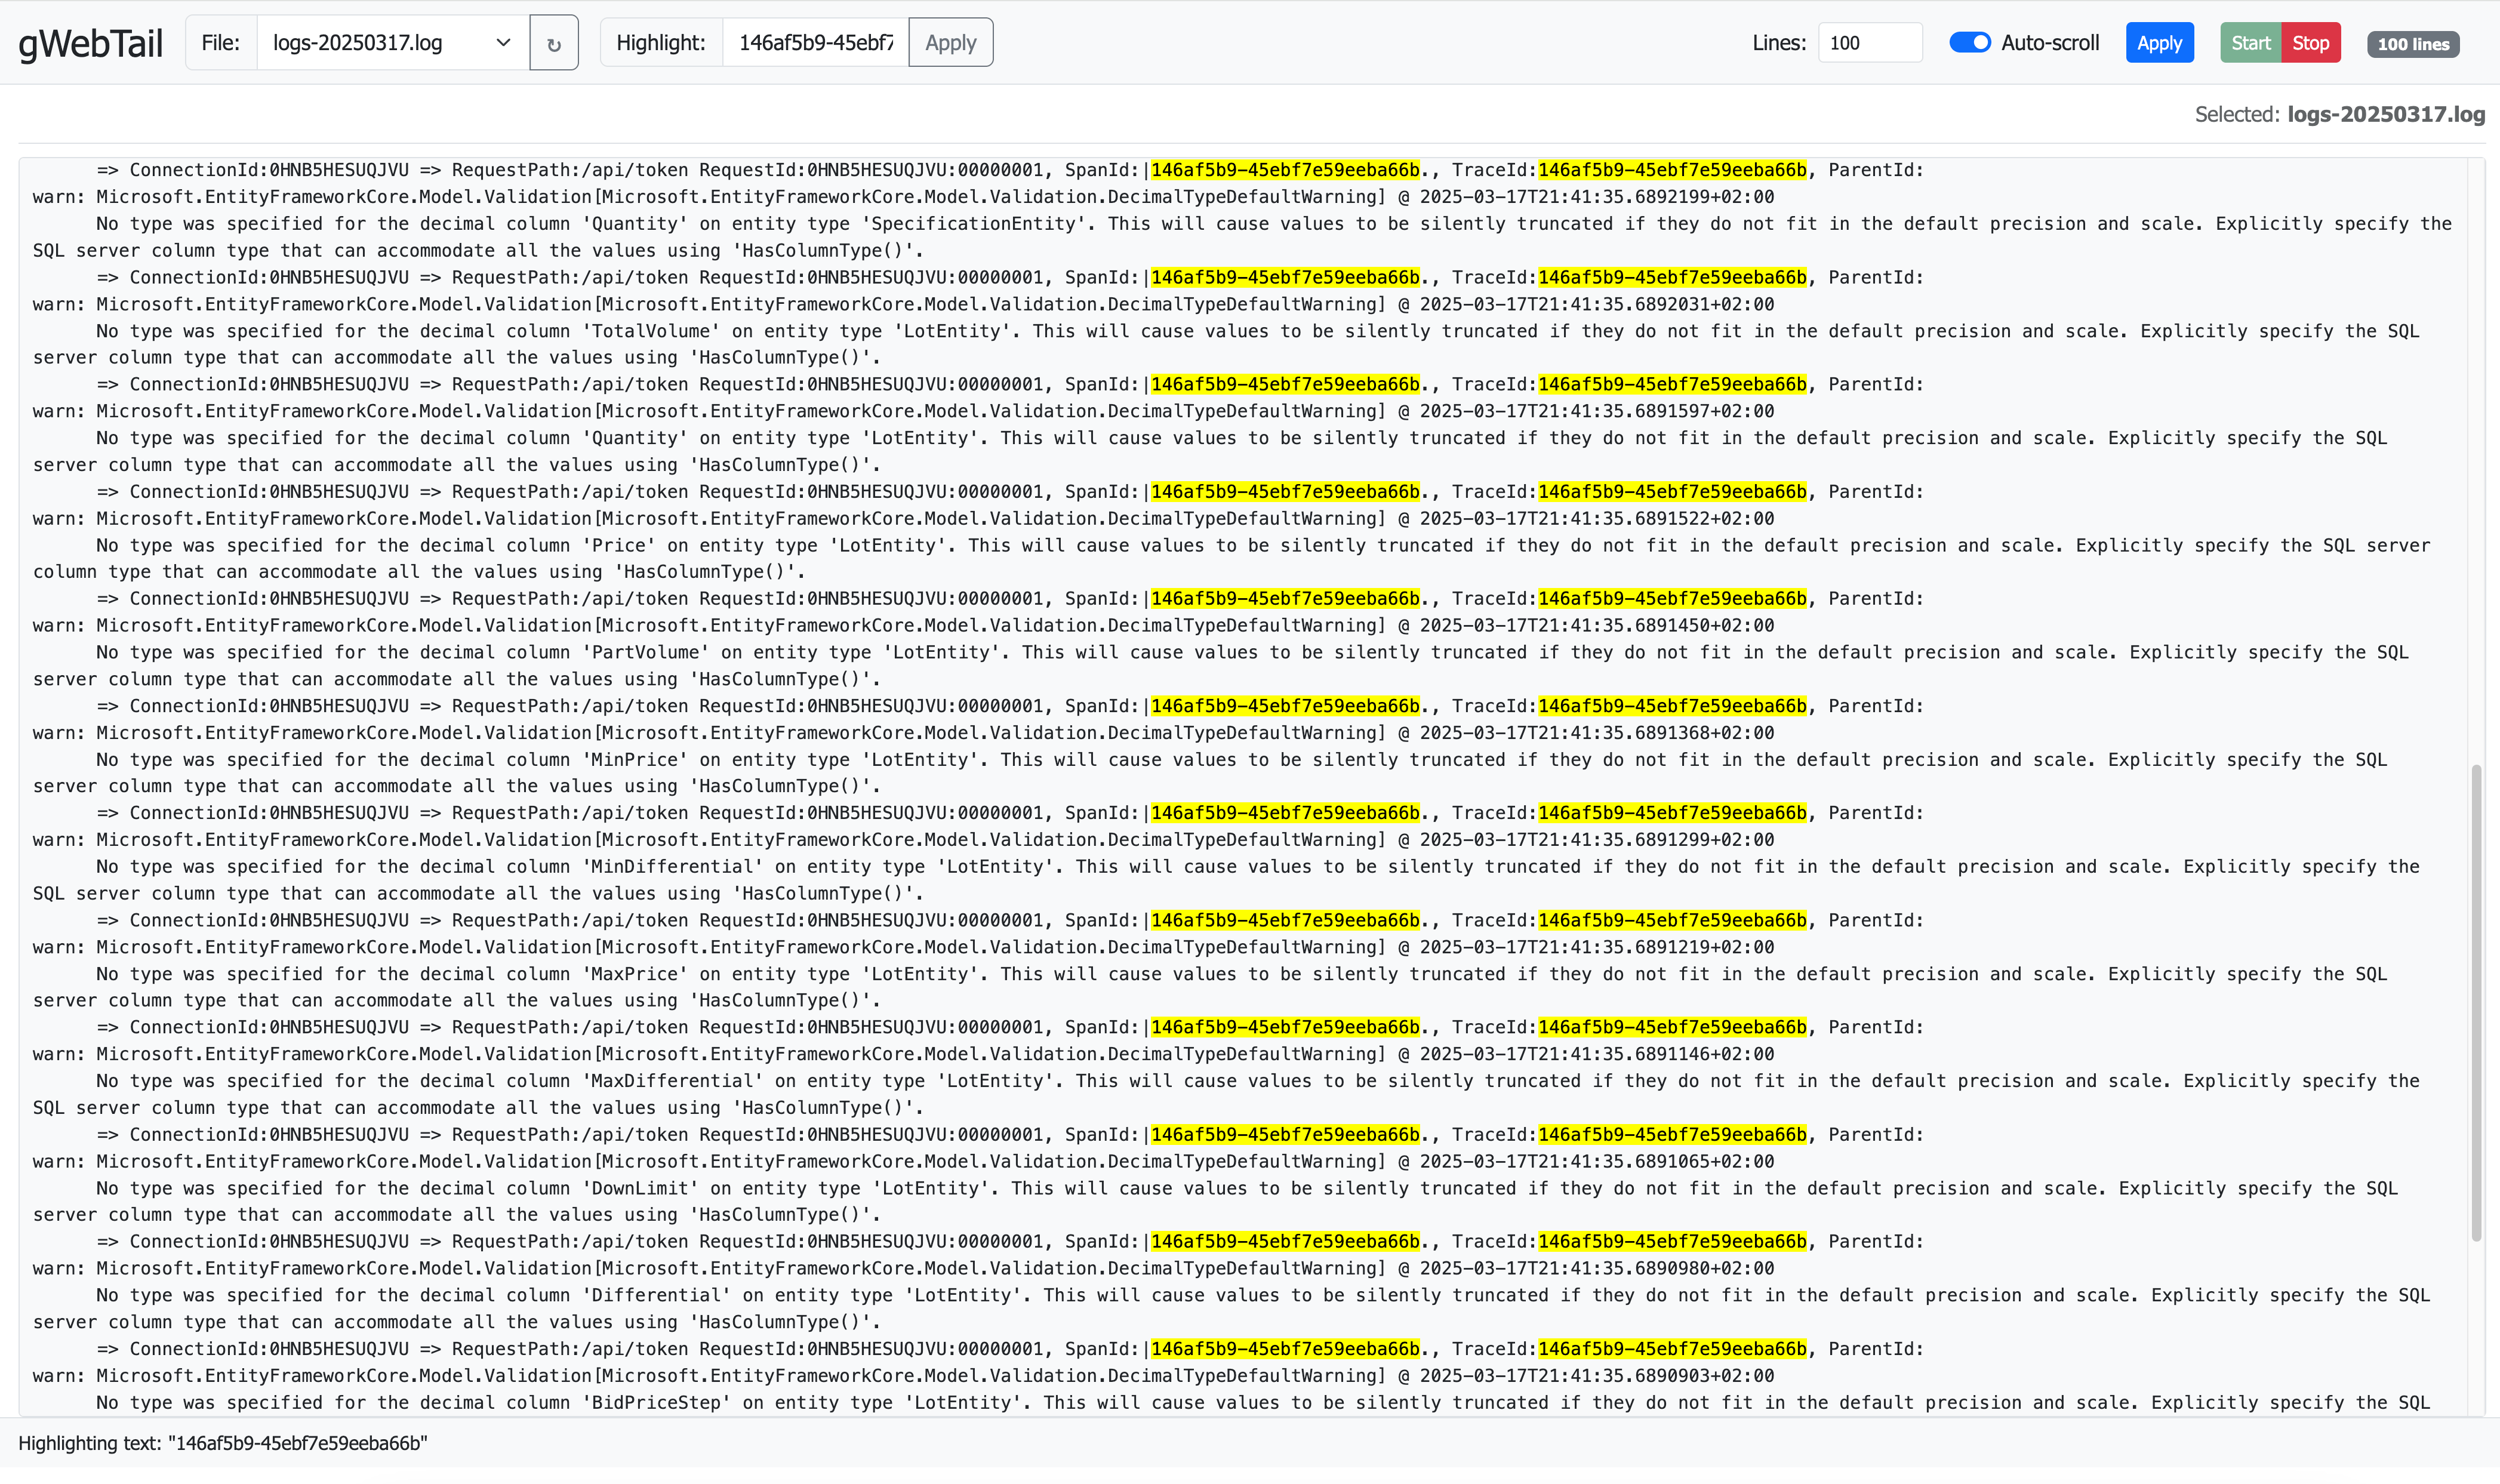 gWebTail File: logs-20250317.log ↻ Highlight: 146af5b9-45ebf7 Apply Lines: 100 Auto-scroll Apply Start Stop 100 lines
Selected: logs-20250317.log
=> ConnectionId:0HNB5HESUQJVU => RequestPath:/api/token RequestId:0HNB5HESUQJVU:00000001, SpanId:|146af5b9-45ebf7e59eeba66b., TraceId:146af5b9-45ebf7e59eeba66b, ParentId:
warn: Microsoft.EntityFrameworkCore.Model.Validation[Microsoft.EntityFrameworkCore.Model.Validation.DecimalTypeDefaultWarning] @ 2025-03-17T21:41:35.6892199+02:00
No type was specified for the decimal column 'Quantity' on entity type 'SpecificationEntity'. This will cause values to be silently truncated if they do not fit in the default precision and scale. Explicitly specify the
SQL server column type that can accommodate all the values using 'HasColumnType()'.
=> ConnectionId:0HNB5HESUQJVU => RequestPath:/api/token RequestId:0HNB5HESUQJVU:00000001, SpanId:|146af5b9-45ebf7e59eeba66b., TraceId:146af5b9-45ebf7e59eeba66b, ParentId:
warn: Microsoft.EntityFrameworkCore.Model.Validation[Microsoft.EntityFrameworkCore.Model.Validation.DecimalTypeDefaultWarning] @ 2025-03-17T21:41:35.6892031+02:00
No type was specified for the decimal column 'TotalVolume' on entity type 'LotEntity'. This will cause values to be silently truncated if they do not fit in the default precision and scale. Explicitly specify the SQL
server column type that can accommodate all the values using 'HasColumnType()'.
=> ConnectionId:0HNB5HESUQJVU => RequestPath:/api/token RequestId:0HNB5HESUQJVU:00000001, SpanId:|146af5b9-45ebf7e59eeba66b., TraceId:146af5b9-45ebf7e59eeba66b, ParentId:
warn: Microsoft.EntityFrameworkCore.Model.Validation[Microsoft.EntityFrameworkCore.Model.Validation.DecimalTypeDefaultWarning] @ 2025-03-17T21:41:35.6891597+02:00
No type was specified for the decimal column 'Quantity' on entity type 'LotEntity'. This will cause values to be silently truncated if they do not fit in the default precision and scale. Explicitly specify the SQL
server column type that can accommodate all the values using 'HasColumnType()'.
=> ConnectionId:0HNB5HESUQJVU => RequestPath:/api/token RequestId:0HNB5HESUQJVU:00000001, SpanId:|146af5b9-45ebf7e59eeba66b., TraceId:146af5b9-45ebf7e59eeba66b, ParentId:
warn: Microsoft.EntityFrameworkCore.Model.Validation[Microsoft.EntityFrameworkCore.Model.Validation.DecimalTypeDefaultWarning] @ 2025-03-17T21:41:35.6891522+02:00
No type was specified for the decimal column 'Price' on entity type 'LotEntity'. This will cause values to be silently truncated if they do not fit in the default precision and scale. Explicitly specify the SQL server
column type that can accommodate all the values using 'HasColumnType()'.
=> ConnectionId:0HNB5HESUQJVU => RequestPath:/api/token RequestId:0HNB5HESUQJVU:00000001, SpanId:|146af5b9-45ebf7e59eeba66b., TraceId:146af5b9-45ebf7e59eeba66b, ParentId:
warn: Microsoft.EntityFrameworkCore.Model.Validation[Microsoft.EntityFrameworkCore.Model.Validation.DecimalTypeDefaultWarning] @ 2025-03-17T21:41:35.6891450+02:00
No type was specified for the decimal column 'PartVolume' on entity type 'LotEntity'. This will cause values to be silently truncated if they do not fit in the default precision and scale. Explicitly specify the SQL
server column type that can accommodate all the values using 'HasColumnType()'.
=> ConnectionId:0HNB5HESUQJVU => RequestPath:/api/token RequestId:0HNB5HESUQJVU:00000001, SpanId:|146af5b9-45ebf7e59eeba66b., TraceId:146af5b9-45ebf7e59eeba66b, ParentId:
warn: Microsoft.EntityFrameworkCore.Model.Validation[Microsoft.EntityFrameworkCore.Model.Validation.DecimalTypeDefaultWarning] @ 2025-03-17T21:41:35.6891368+02:00
No type was specified for the decimal column 'MinPrice' on entity type 'LotEntity'. This will cause values to be silently truncated if they do not fit in the default precision and scale. Explicitly specify the SQL
server column type that can accommodate all the values using 'HasColumnType()'.
=> ConnectionId:0HNB5HESUQJVU => RequestPath:/api/token RequestId:0HNB5HESUQJVU:00000001, SpanId:|146af5b9-45ebf7e59eeba66b., TraceId:146af5b9-45ebf7e59eeba66b, ParentId:
warn: Microsoft.EntityFrameworkCore.Model.Validation[Microsoft.EntityFrameworkCore.Model.Validation.DecimalTypeDefaultWarning] @ 2025-03-17T21:41:35.6891299+02:00
No type was specified for the decimal column 'MinDifferential' on entity type 'LotEntity'. This will cause values to be silently truncated if they do not fit in the default precision and scale. Explicitly specify the
SQL server column type that can accommodate all the values using 'HasColumnType()'.
=> ConnectionId:0HNB5HESUQJVU => RequestPath:/api/token RequestId:0HNB5HESUQJVU:00000001, SpanId:|146af5b9-45ebf7e59eeba66b., TraceId:146af5b9-45ebf7e59eeba66b, ParentId:
warn: Microsoft.EntityFrameworkCore.Model.Validation[Microsoft.EntityFrameworkCore.Model.Validation.DecimalTypeDefaultWarning] @ 2025-03-17T21:41:35.6891219+02:00
No type was specified for the decimal column 'MaxPrice' on entity type 'LotEntity'. This will cause values to be silently truncated if they do not fit in the default precision and scale. Explicitly specify the SQL
server column type that can accommodate all the values using 'HasColumnType()'.
=> ConnectionId:0HNB5HESUQJVU => RequestPath:/api/token RequestId:0HNB5HESUQJVU:00000001, SpanId:|146af5b9-45ebf7e59eeba66b., TraceId:146af5b9-45ebf7e59eeba66b, ParentId:
warn: Microsoft.EntityFrameworkCore.Model.Validation[Microsoft.EntityFrameworkCore.Model.Validation.DecimalTypeDefaultWarning] @ 2025-03-17T21:41:35.6891146+02:00
No type was specified for the decimal column 'MaxDifferential' on entity type 'LotEntity'. This will cause values to be silently truncated if they do not fit in the default precision and scale. Explicitly specify the
SQL server column type that can accommodate all the values using 'HasColumnType()'.
=> ConnectionId:0HNB5HESUQJVU => RequestPath:/api/token RequestId:0HNB5HESUQJVU:00000001, SpanId:|146af5b9-45ebf7e59eeba66b., TraceId:146af5b9-45ebf7e59eeba66b, ParentId:
warn: Microsoft.EntityFrameworkCore.Model.Validation[Microsoft.EntityFrameworkCore.Model.Validation.DecimalTypeDefaultWarning] @ 2025-03-17T21:41:35.6891065+02:00
No type was specified for the decimal column 'DownLimit' on entity type 'LotEntity'. This will cause values to be silently truncated if they do not fit in the default precision and scale. Explicitly specify the SQL
server column type that can accommodate all the values using 'HasColumnType()'.
=> ConnectionId:0HNB5HESUQJVU => RequestPath:/api/token RequestId:0HNB5HESUQJVU:00000001, SpanId:|146af5b9-45ebf7e59eeba66b., TraceId:146af5b9-45ebf7e59eeba66b, ParentId:
warn: Microsoft.EntityFrameworkCore.Model.Validation[Microsoft.EntityFrameworkCore.Model.Validation.DecimalTypeDefaultWarning] @ 2025-03-17T21:41:35.6890980+02:00
No type was specified for the decimal column 'Differential' on entity type 'LotEntity'. This will cause values to be silently truncated if they do not fit in the default precision and scale. Explicitly specify the SQL
server column type that can accommodate all the values using 'HasColumnType()'.
=> ConnectionId:0HNB5HESUQJVU => RequestPath:/api/token RequestId:0HNB5HESUQJVU:00000001, SpanId:|146af5b9-45ebf7e59eeba66b., TraceId:146af5b9-45ebf7e59eeba66b, ParentId:
warn: Microsoft.EntityFrameworkCore.Model.Validation[Microsoft.EntityFrameworkCore.Model.Validation.DecimalTypeDefaultWarning] @ 2025-03-17T21:41:35.6890903+02:00
No type was specified for the decimal column 'BidPriceStep' on entity type 'LotEntity'. This will cause values to be silently truncated if they do not fit in the default precision and scale. Explicitly specify the SQL
Highlighting text: "146af5b9-45ebf7e59eeba66b"